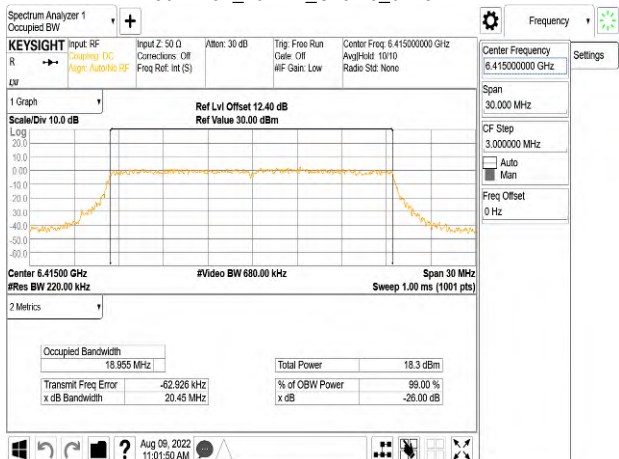 Spectrum Analyzer 1
Occupied BW
Frequency
KEYSIGHT
R
Input: RF
Coupling: DC
Align: Auto/No RF
Input Z: 50 Ω
Corrections: Off
Freq Ref: Int (S)
Atten: 30 dB
Trig: Free Run
Gate: Off
#IF Gain: Low
Center Freq: 6.415000000 GHz
Avg|Hold: 10/10
Radio Std: None
Center Frequency
6.415000000 GHz
Settings
Span
30.000 MHz
CF Step
3.000000 MHz
Auto
Man
Freq Offset
0 Hz
1 Graph
Scale/Div 10.0 dB
Ref Lvl Offset 12.40 dB
Ref Value 30.00 dBm
Log
20.0
10.0
0.00
-10.0
-20.0
-30.0
-40.0
-50.0
-60.0
Center 6.41500 GHz
#Video BW 680.00 kHz
Span 30 MHz
#Res BW 220.00 kHz
Sweep 1.00 ms (1001 pts)
2 Metrics
Occupied Bandwidth
18.955 MHz
Total Power 18.3 dBm
Transmit Freq Error -62.926 kHz
% of OBW Power 99.00 %
x dB Bandwidth 20.45 MHz
x dB -26.00 dB
Aug 09, 2022
11:01:50 AM